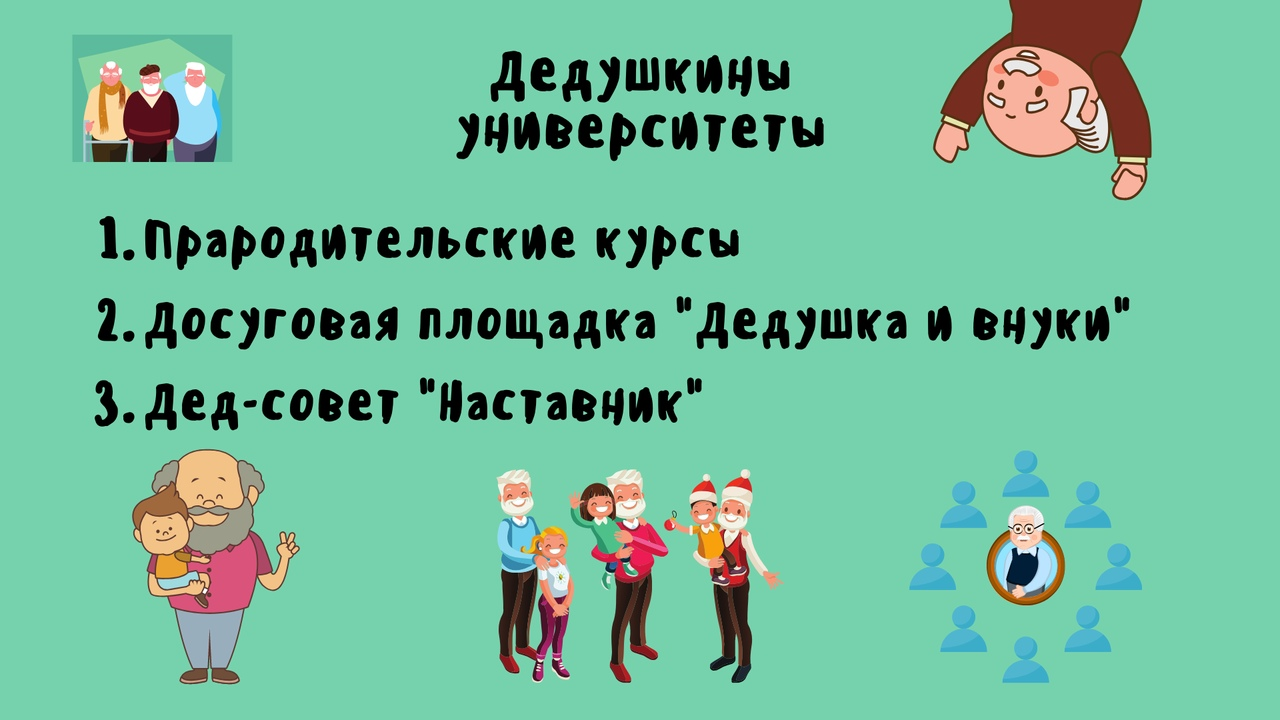 Дедушкины
университеты
1. Прародительские курсы
2. Досуговая площадка "Дедушка и внуки"
3. Дед-совет "Наставник"